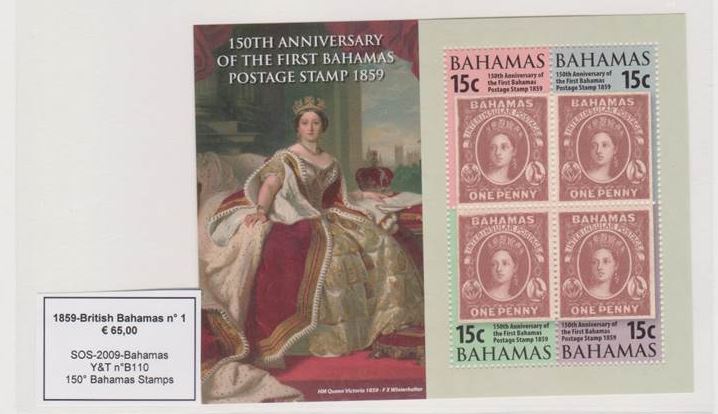 150TH ANNIVERSARY
OF THE FIRST BAHAMAS
POSTAGE STAMP 1859
HM Queen Victoria 1859 - F X Winterhalter
BAHAMAS
15c
150th Anniversary of
the First Bahamas
Postage Stamp 1859
BAHAMAS
INTERINSULAR POSTAGE
ONE PENNY
BAHAMAS
150th Anniversary of
the First Bahamas
Postage Stamp 1859
15c
BAHAMAS
INTERINSULAR POSTAGE
ONE PENNY
BAHAMAS
INTERINSULAR POSTAGE
ONE PENNY
15c
150th Anniversary of
the First Bahamas
Postage Stamp 1859
BAHAMAS
BAHAMAS
INTERINSULAR POSTAGE
ONE PENNY
150th Anniversary of
the First Bahamas
Postage Stamp 1859
15c
BAHAMAS
1859-British Bahamas n° 1
€ 65,00
SOS-2009-Bahamas
Y&T n°B110
150° Bahamas Stamps